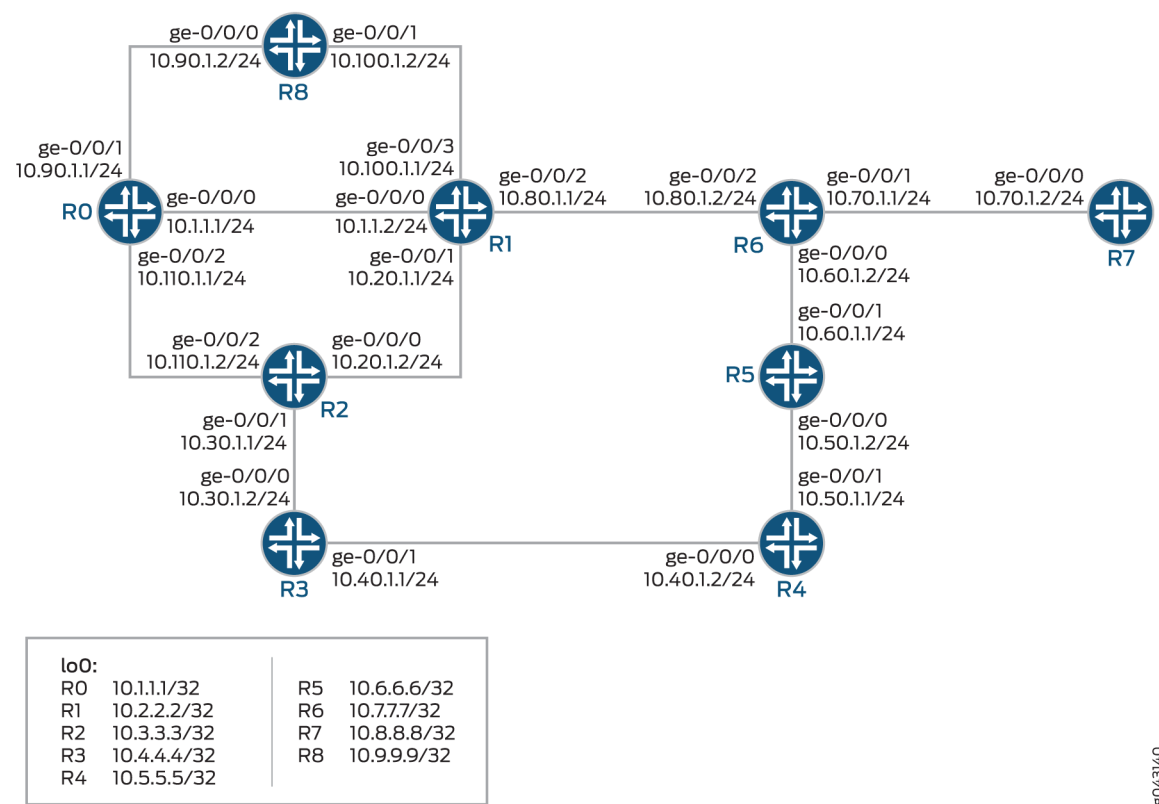 ge-0/0/0
10.90.1.2/24
R8
ge-0/0/1
10.100.1.2/24
ge-0/0/1
10.90.1.1/24
R0
ge-0/0/0
10.1.1.1/24
ge-0/0/2
10.110.1.1/24
ge-0/0/3
10.100.1.1/24
ge-0/0/0
10.1.1.2/24
R1
ge-0/0/1
10.20.1.1/24
ge-0/0/2
10.80.1.1/24
ge-0/0/2
10.80.1.2/24
R6
ge-0/0/1
10.70.1.1/24
ge-0/0/0
10.70.1.2/24
R7
ge-0/0/0
10.60.1.2/24
ge-0/0/1
10.60.1.1/24
R5
ge-0/0/0
10.50.1.2/24
ge-0/0/1
10.50.1.1/24
ge-0/0/2
10.110.1.2/24
ge-0/0/0
10.20.1.2/24
R2
ge-0/0/1
10.30.1.1/24
ge-0/0/0
10.30.1.2/24
R3
ge-0/0/1
10.40.1.1/24
ge-0/0/0
10.40.1.2/24
R4
lo0:
R0 10.1.1.1/32
R1 10.2.2.2/32
R2 10.3.3.3/32
R3 10.4.4.4/32
R4 10.5.5.5/32
R5 10.6.6.6/32
R6 10.7.7.7/32
R7 10.8.8.8/32
R8 10.9.9.9/32